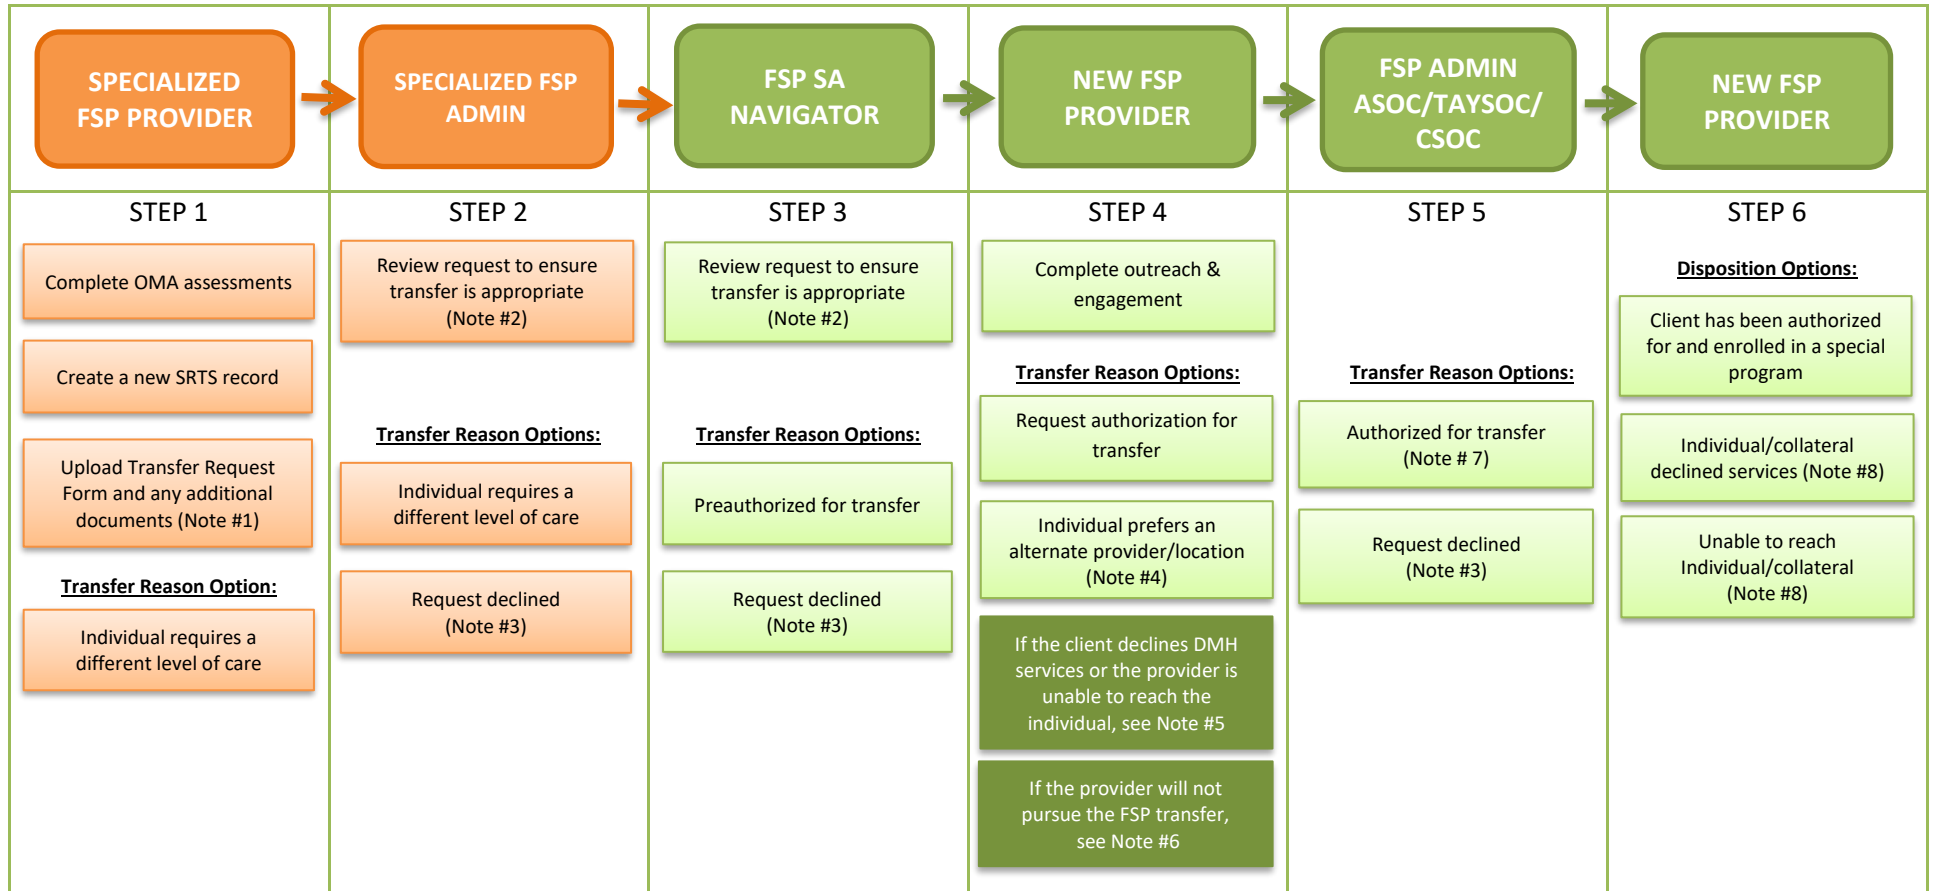 SPECIALIZED
FSP PROVIDER
SPECIALIZED FSP
ADMIN
FSP SA
NAVIGATOR
NEW FSP
PROVIDER
FSP ADMIN
ASOC/TAYSOC/
CSOC
NEW FSP
PROVIDER
STEP 1
Complete OMA assessments
Create a new SRTS record
Upload Transfer Request
Form and any additional
documents (Note #1)
Transfer Reason Option:
Individual requires a
different level of care
STEP 2
Review request to ensure
transfer is appropriate
(Note #2)
Transfer Reason Options:
Individual requires a
different level of care
Request declined
(Note #3)
STEP 3
Review request to ensure
transfer is appropriate
(Note #2)
Transfer Reason Options:
Preauthorized for transfer
Request declined
(Note #3)
STEP 4
Complete outreach &
engagement
Transfer Reason Options:
Request authorization for
transfer
Individual prefers an
alternate provider/location
(Note #4)
If the client declines DMH
services or the provider is
unable to reach the
individual, see Note #5
If the provider will not
pursue the FSP transfer,
see Note #6
STEP 5
Transfer Reason Options:
Authorized for transfer
(Note # 7)
Request declined
(Note #3)
STEP 6
Disposition Options:
Client has been authorized
for and enrolled in a special
program
Individual/collateral
declined services (Note #8)
Unable to reach
Individual/collateral
(Note #8)